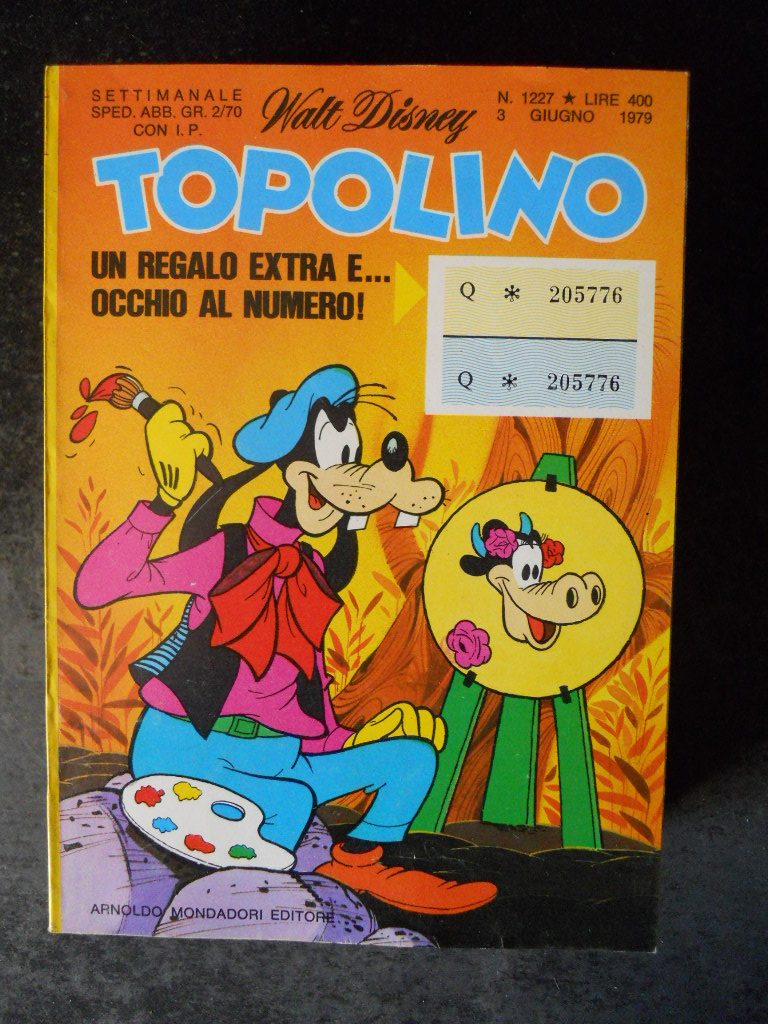 SETTIMANALE
SPED. ABB. GR. 2/70
CON I. P.
Walt Disney
N. 1227 ★ LIRE 400
3 GIUGNO 1979
TOPOLINO
UN REGALO EXTRA E...
OCCHIO AL NUMERO!
Q * 205776
Q * 205776
ARNOLDO MONDADORI EDITORE